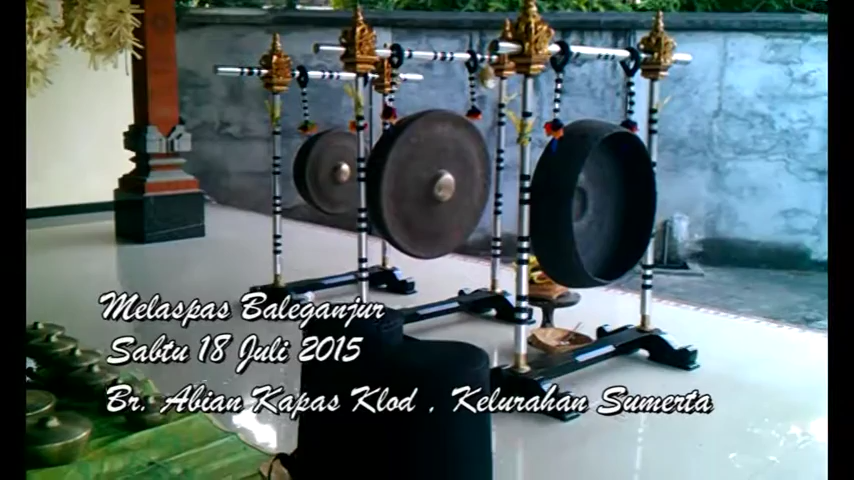 Melaspas Baleganjur
Sabtu 18 Juli 2015
Br. Abian Kapas Klod , Kelurahan Sumerta